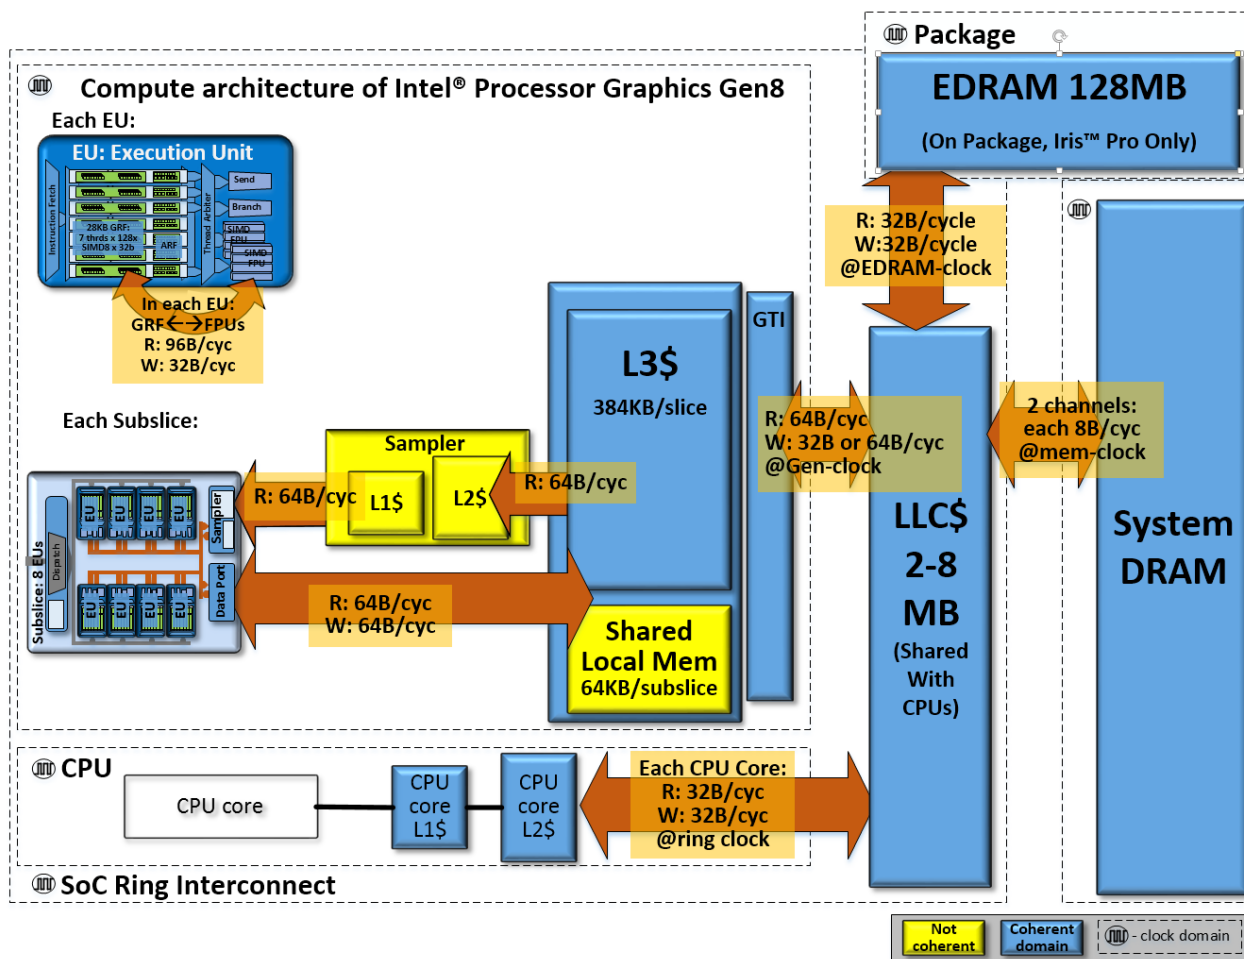 Package
EDRAM 128MB
(On Package, Iris™ Pro Only)
Compute architecture of Intel® Processor Graphics Gen8
Each EU:
EU: Execution Unit
Instruction Fetch
28KB GRF:
7 thrds x 128x
SIMD8 x 32b
ARF
Thread Arbiter
Send
Branch
SIMD
FPU
SIMD
FPU
In each EU:
GRF←→FPUs
R: 96B/cyc
W: 32B/cyc
R: 32B/cycle
W:32B/cycle
@EDRAM-clock
Each Subslice:
Subslice: 8 EUs
Dispatch
EU
EU
EU
EU
EU
EU
EU
EU
Sampler
Data Port
R: 64B/cyc
Sampler
L1$
L2$
R: 64B/cyc
R: 64B/cyc
W: 64B/cyc
L3$
384KB/slice
Shared
Local Mem
64KB/subslice
GTI
R: 64B/cyc
W: 32B or 64B/cyc
@Gen-clock
LLC$
2-8
MB
(Shared
With
CPUs)
2 channels:
each 8B/cyc
@mem-clock
System
DRAM
CPU
CPU core
CPU
core
L1$
CPU
core
L2$
Each CPU Core:
R: 32B/cyc
W: 32B/cyc
@ring clock
SoC Ring Interconnect
Not
coherent
Coherent
domain
- clock domain